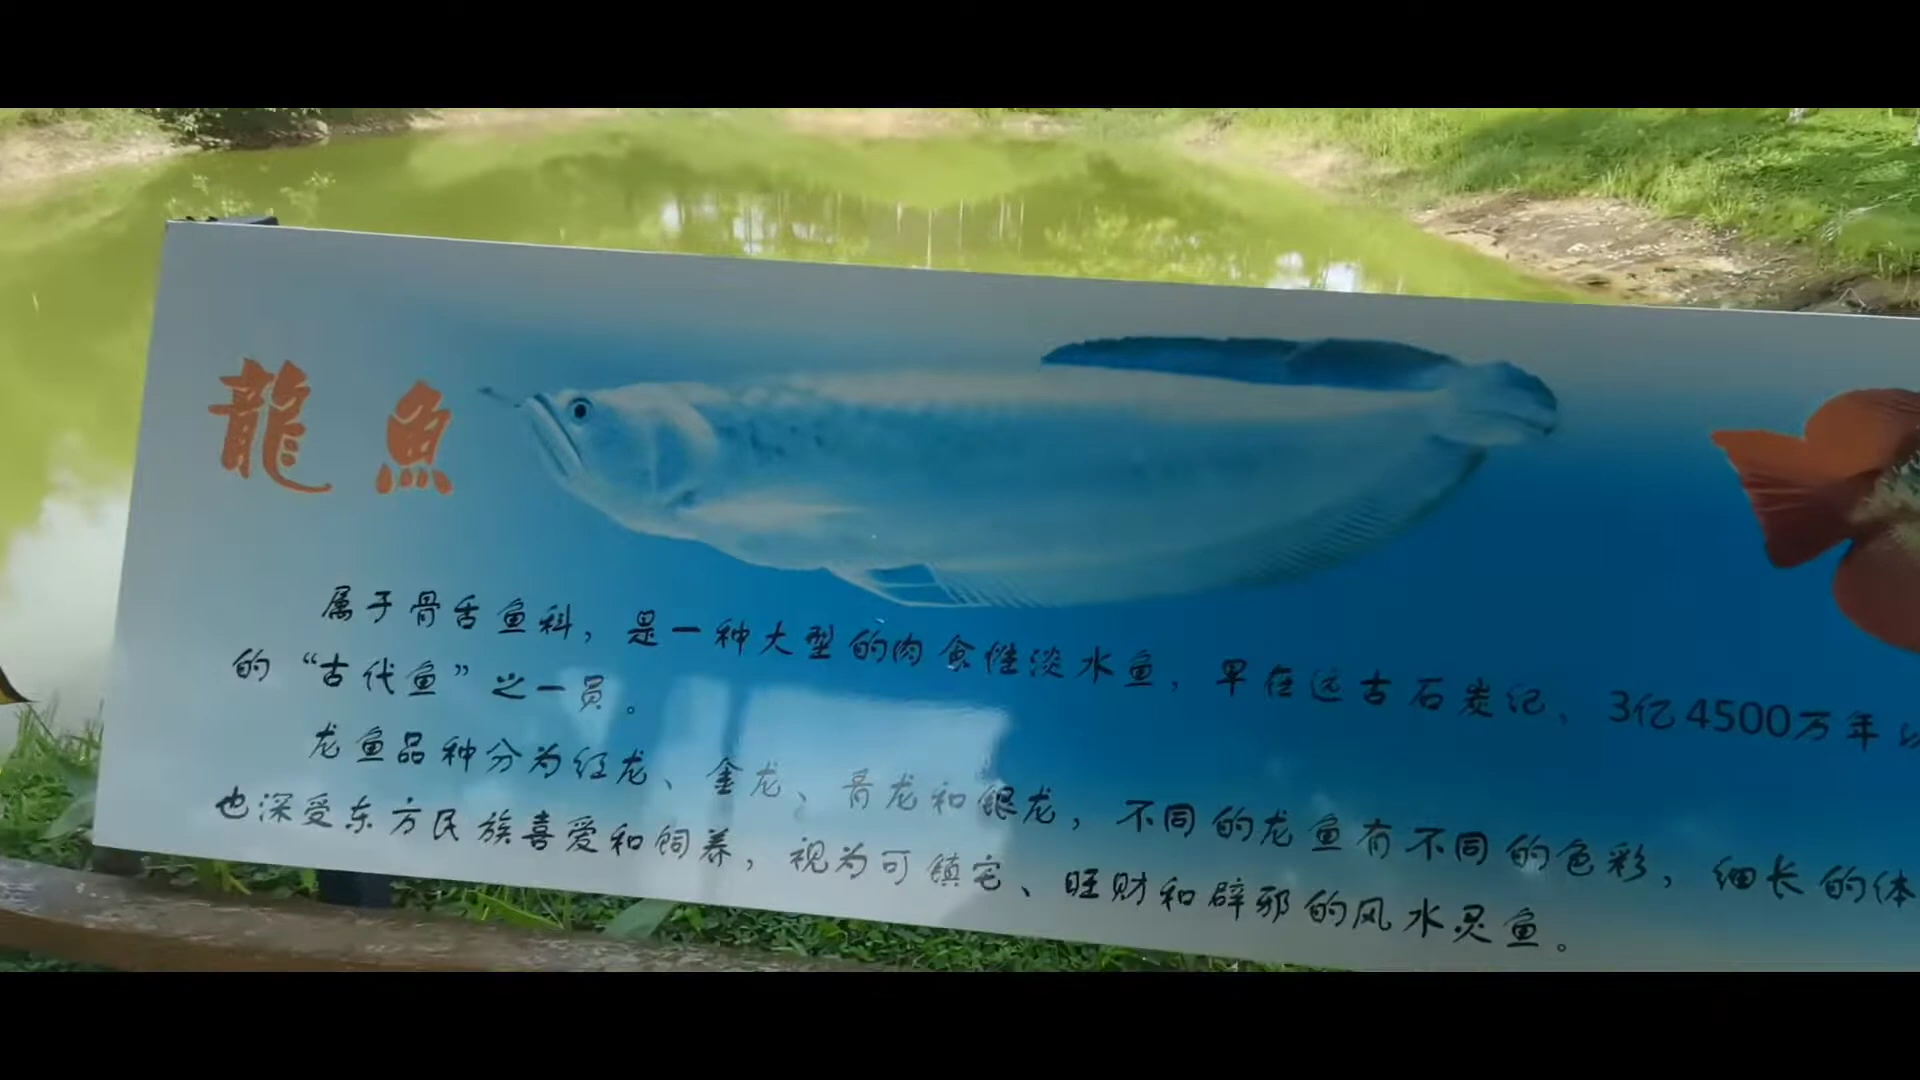 龍魚
属于骨舌鱼科，是一种大型的肉食性淡水鱼，早在远古石炭纪、3亿4500万年
的“古代鱼”之一员。
龙鱼品种分为红龙、金龙、青龙和银龙，不同的龙鱼有不同的色彩，细长的体
也深受东方民族喜爱和饲养，视为可镇宅、旺财和辟邪的风水灵鱼。